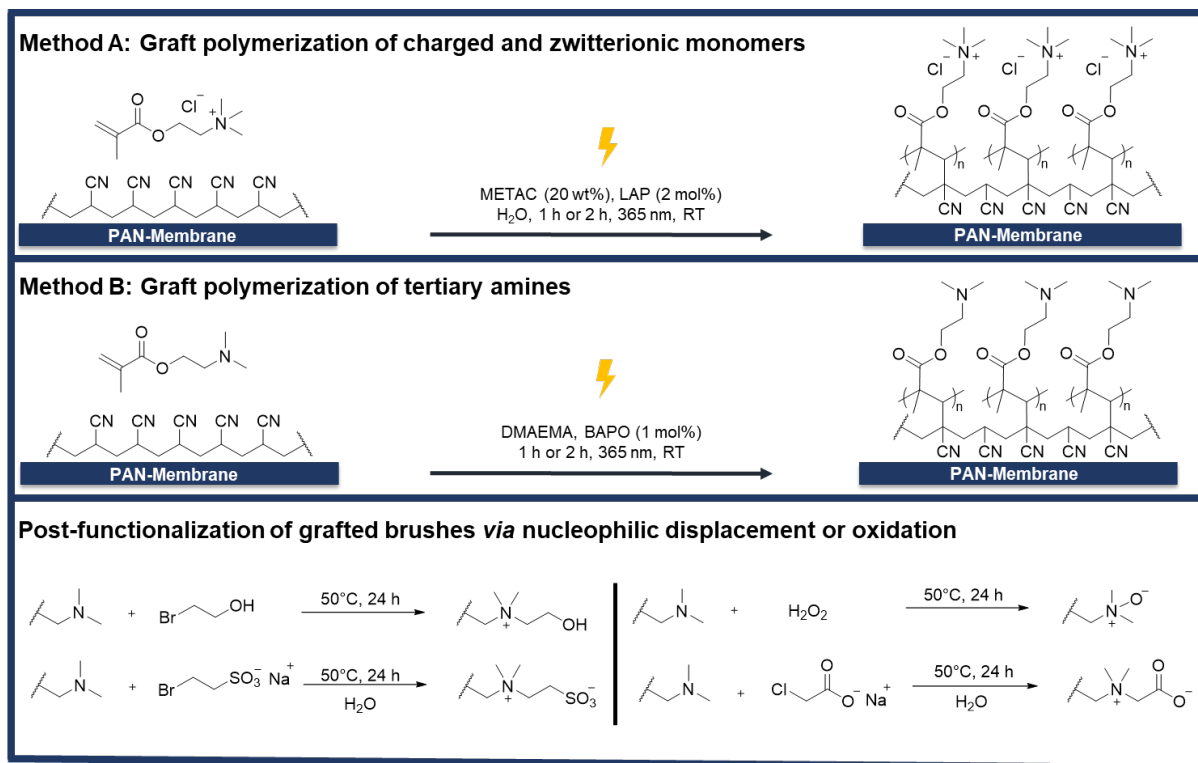 Method A: Graft polymerization of charged and zwitterionic monomers
O
O
Cl−
N
+
CN CN CN CN CN
PAN-Membrane
METAC (20 wt%), LAP (2 mol%)
H2O, 1 h or 2 h, 365 nm, RT
N+ N+ N+
Cl− Cl− Cl−
O O O
O O O
n n n
CN CN CN CN CN
PAN-Membrane
Method B: Graft polymerization of tertiary amines
O
O
N
CN CN CN CN CN
PAN-Membrane
DMAEMA, BAPO (1 mol%)
1 h or 2 h, 365 nm, RT
N N N
O O O
O O O
n n n
CN CN CN CN CN
PAN-Membrane
Post-functionalization of grafted brushes via nucleophilic displacement or oxidation
N + Br OH 50°C, 24 h N+ OH
N + Br SO3− Na+ 50°C, 24 h H2O N+ SO3−
N + H2O2 50°C, 24 h N+ O−
N + Cl O O− Na+ 50°C, 24 h H2O N+ O O−